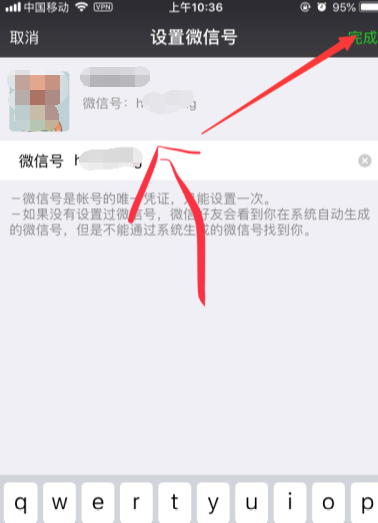 中国移动 VPN 上午10:36 95%
取消 设置微信号 完成
微信号: h g
微信号 h g
－微信号是帐号的唯一凭证，只能设置一次。
－如果没有设置过微信号，微信好友会看到你在系统自动生成
的微信号，但是不能通过系统生成的微信号找到你。
q w e r t y u i o p